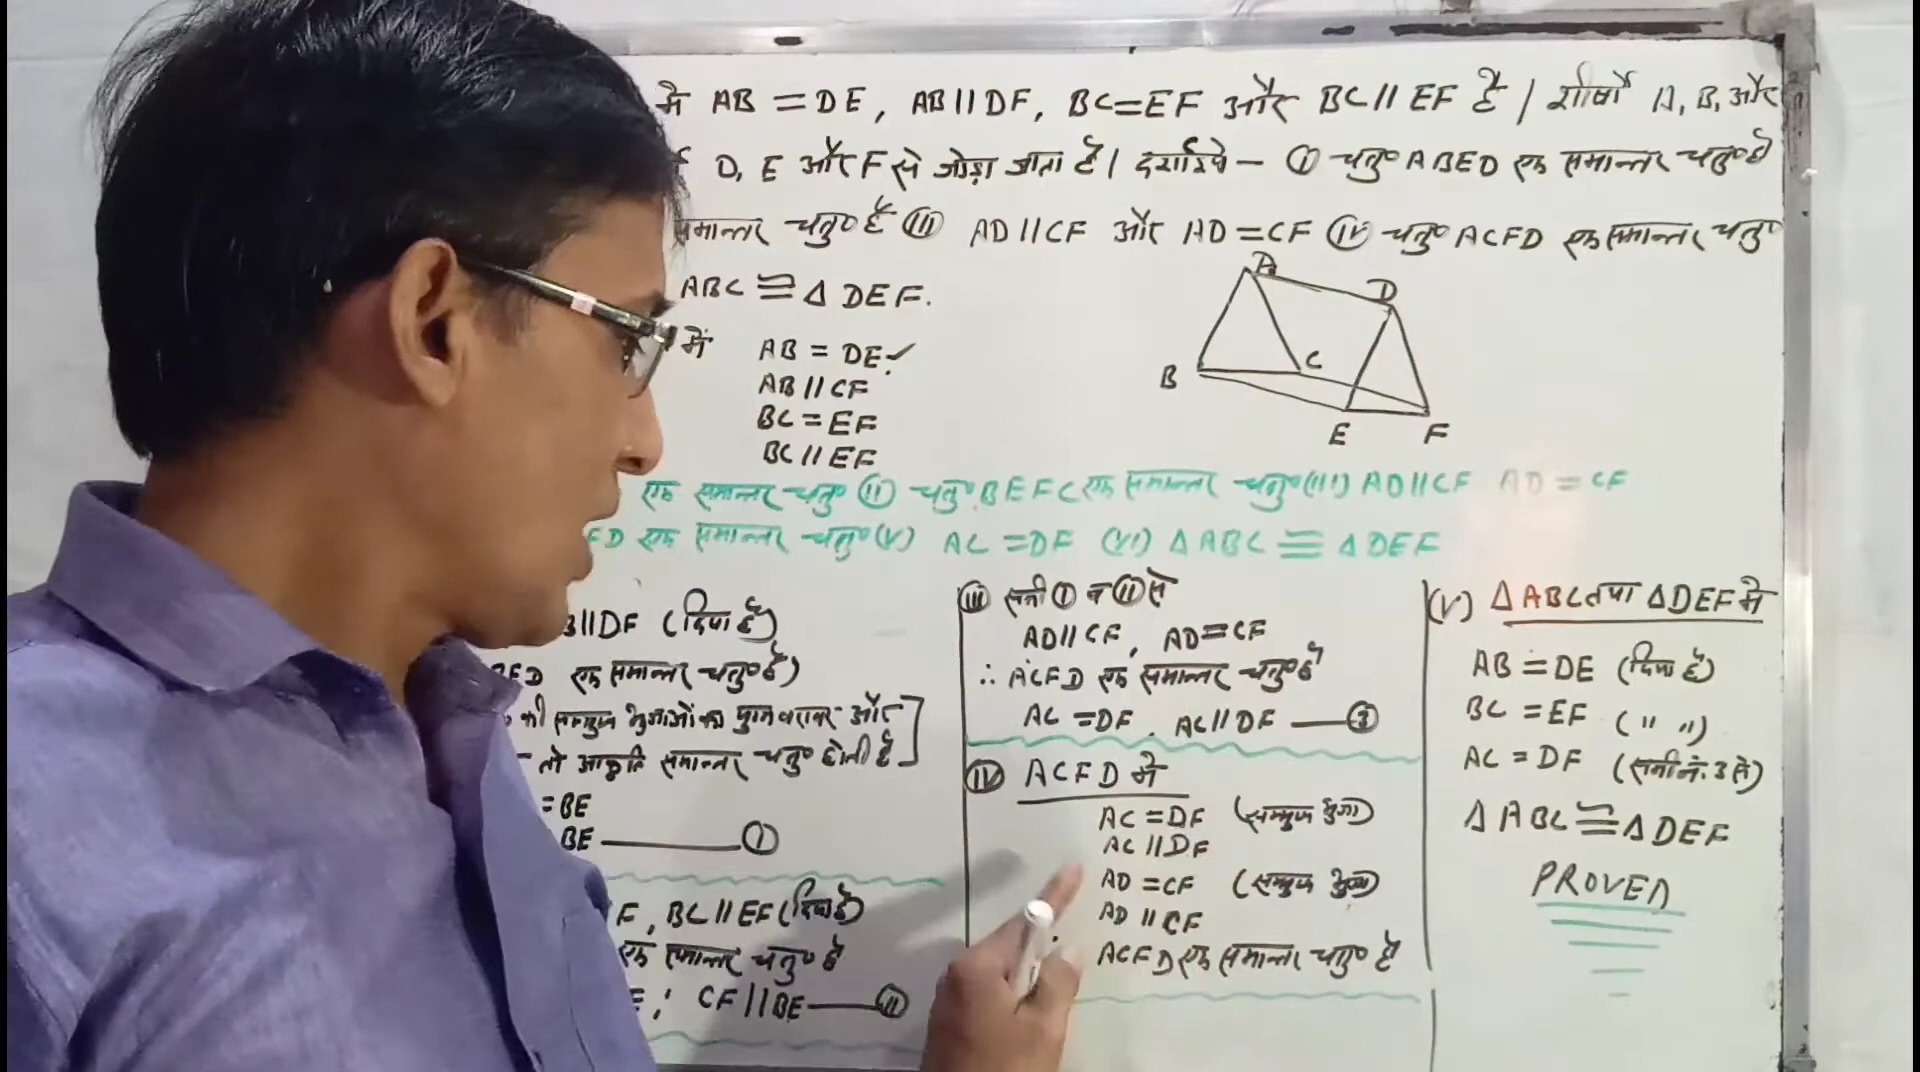 में AB = DE, AB || DF, BC = EF और BC || EF है | शीर्षों A, B, और
D, E और F से जोड़ा जाता है | दर्शाइये – (i) चतु० ABED एक समान्तर चतु० है
समान्तर चतु० है (iii) AD || CF और AD = CF (iv) चतु० ACFD एक समान्तर चतु०
ABC ≅ Δ DEF.
में AB = DE ✓
AB || CF
BC = EF
BC || EF
A
D
B
C
E
F
एक समान्तर चतु० (ii) चतु० BEFC एक समान्तर चतु० (iii) AD || CF AD = CF
FD एक समान्तर चतु० (v) AC = DF (vi) Δ ABC ≅ Δ DEF
B || DF (दिया है)
BED एक समान्तर चतु० है)
की सम्मुख भुजाओं का युग्म बराबर और
तो आकृति समान्तर चतु० होती है ]
= BE
BE ——— (i)
F, BC || EF (दिया है)
एक समान्तर चतु० है
E ; CF || BE —— (ii)
(iii) समी (i) व (ii) से
AD || CF, AD = CF
∴ ACFD एक समान्तर चतु० है
AC = DF . AC || DF —— (3)
(iv) ACFD में
AC = DF (सम्मुख भुजा)
AC || DF
AD = CF (सम्मुख भुजा)
AD || CF
ACFD एक समान्तर चतु० है
(v) Δ ABC तथा Δ DEF में
AB = DE (दिया है)
BC = EF ( " " )
AC = DF (समी नं. 3 से)
Δ ABC ≅ Δ DEF
PROVED